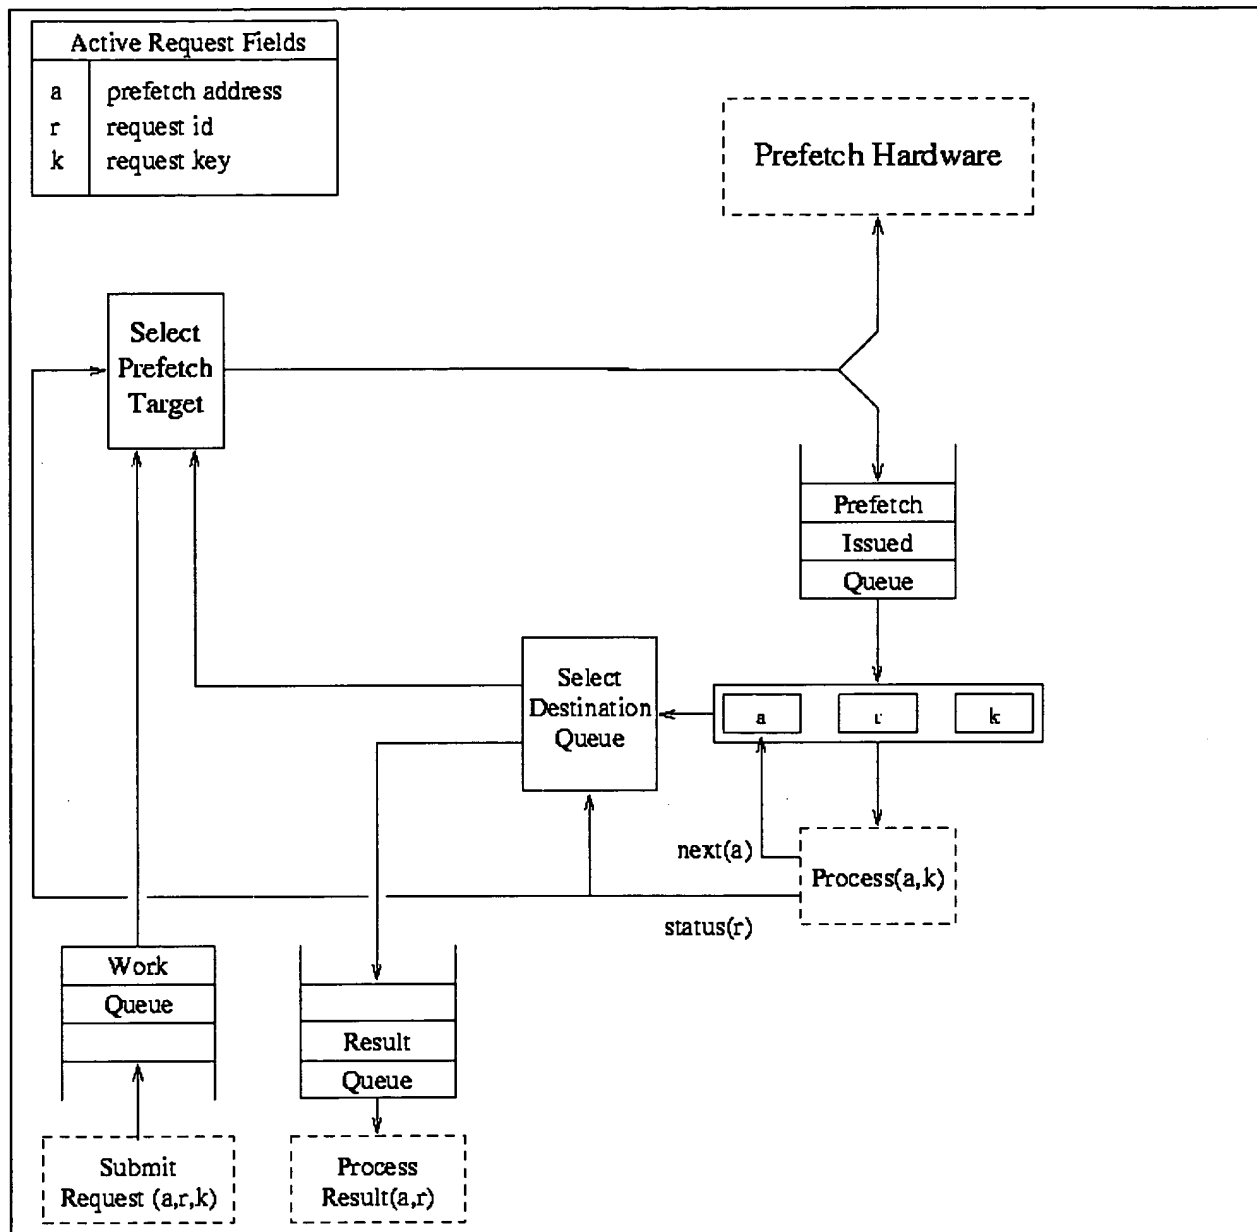 Active Request Fields
a prefetch address
r request id
k request key
Prefetch Hardware
Select
Prefetch
Target
Prefetch
Issued
Queue
Select
Destination
Queue
a r k
next(a)
Process(a,k)
status(r)
Work
Queue
Result
Queue
Submit
Request (a,r,k)
Process
Result(a,r)